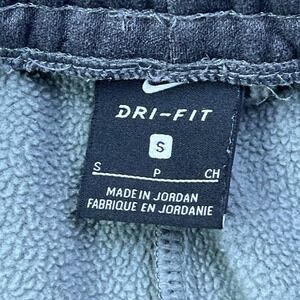 DRI-FIT
S
S P CH
MADE IN JORDAN
FABRIQUE EN JORDANIE